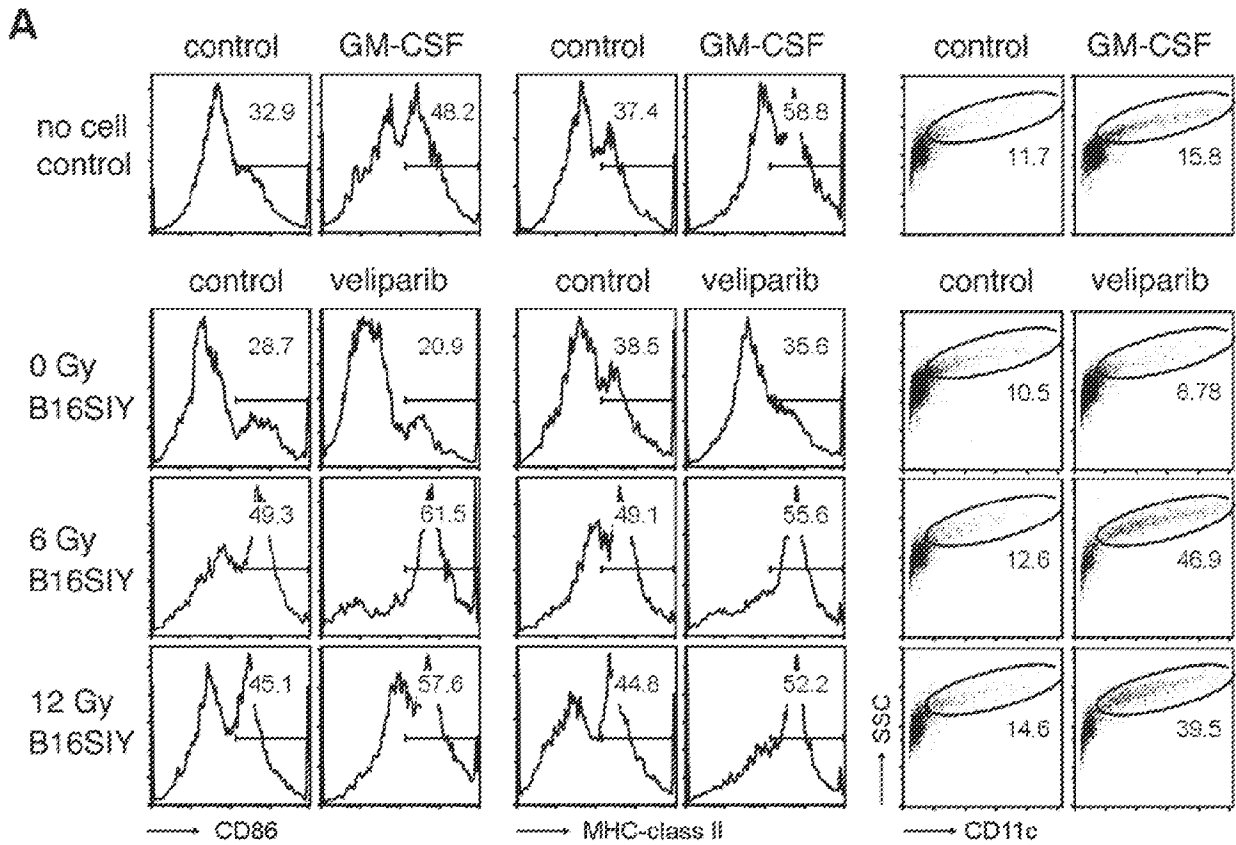 A
control GM-CSF control GM-CSF control GM-CSF
no cell
control
32.9 48.2 37.4 58.8 11.7 15.8
control veliparib control veliparib control veliparib
0 Gy
B16SIY
28.7 20.9 38.5 35.6 10.5 6.78
6 Gy
B16SIY
49.3 61.5 49.1 55.6 12.6 46.9
12 Gy
B16SIY
45.1 57.6 44.8 52.2 14.6 39.5
SSC
CD86 MHC-class II CD11c